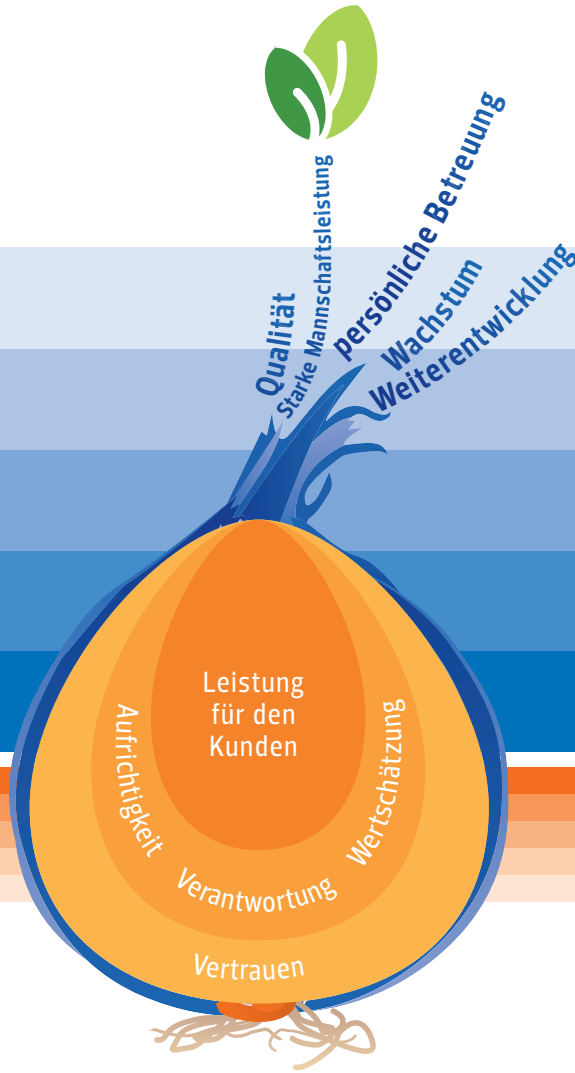 Qualität
Starke Mannschaftsleistung
persönliche Betreuung
Wachstum
Weiterentwicklung
Leistung
für den
Kunden
Aufrichtigkeit
Wertschätzung
Verantwortung
Vertrauen